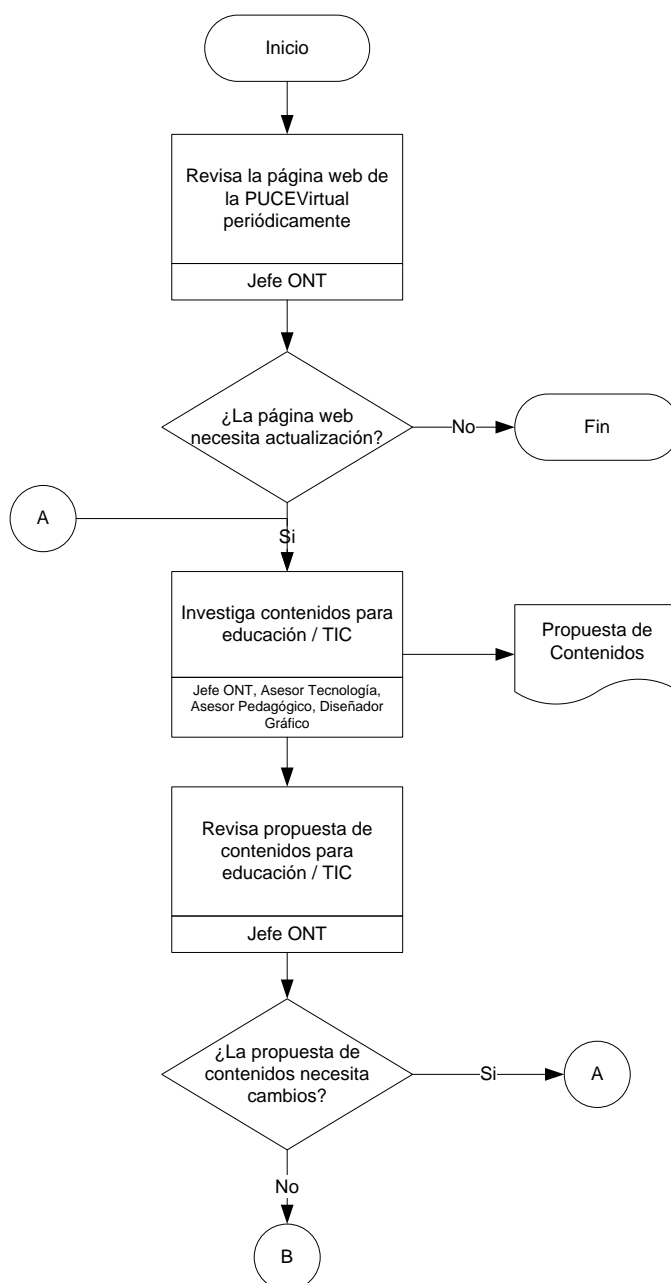 Inicio
Revisa la página web de
la PUCEVirtual
periódicamente
Jefe ONT
¿La página web
necesita actualización?
No
Fin
A
Si
Investiga contenidos para
educación / TIC
Jefe ONT, Asesor Tecnología,
Asesor Pedagógico, Diseñador
Gráfico
Propuesta de
Contenidos
Revisa propuesta de
contenidos para
educación / TIC
Jefe ONT
¿La propuesta de
contenidos necesita
cambios?
Si
A
No
B